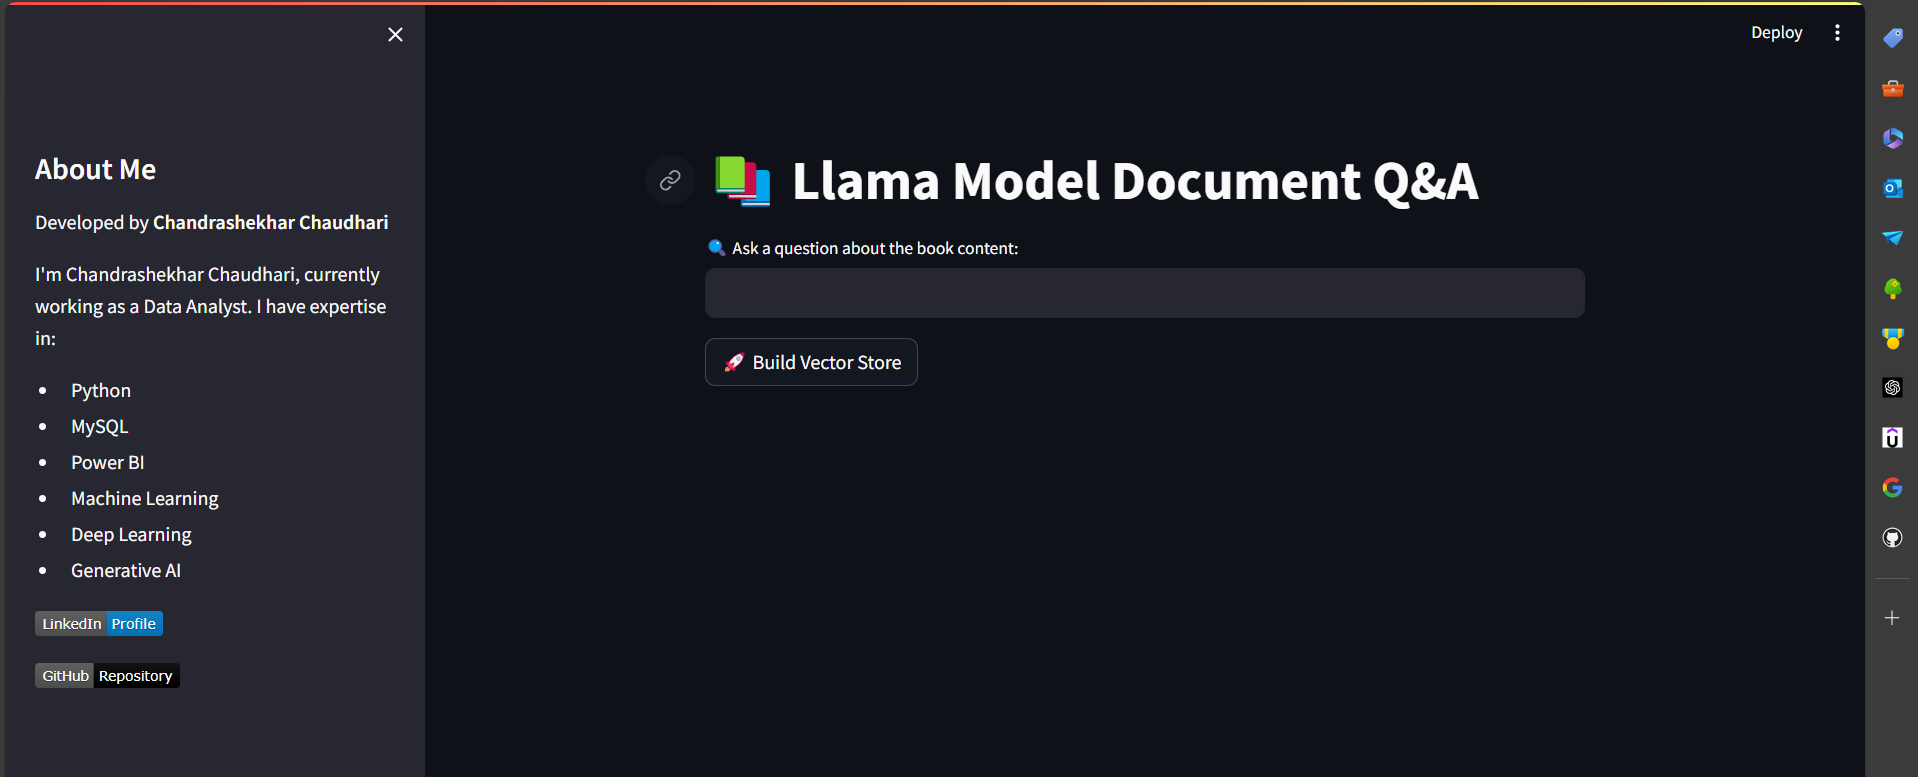 Deploy
About Me
Developed by Chandrashekhar Chaudhari
I'm Chandrashekhar Chaudhari, currently
working as a Data Analyst. I have expertise
in:
• Python
• MySQL
• Power BI
• Machine Learning
• Deep Learning
• Generative AI
LinkedIn Profile
GitHub Repository
Llama Model Document Q&A
Ask a question about the book content:
Build Vector Store